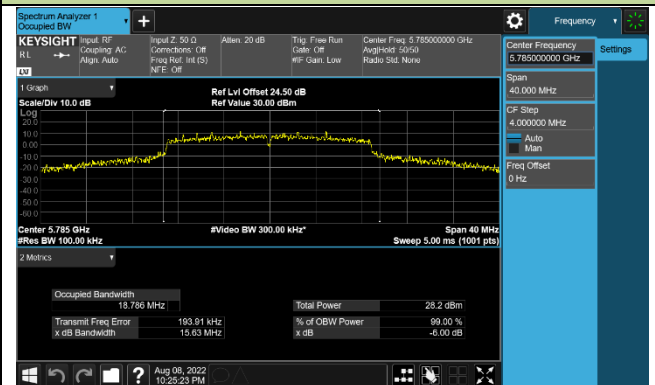 Spectrum Analyzer 1
Occupied BW
Frequency
KEYSIGHT
RL
LXI
Input: RF
Coupling: AC
Align: Auto
Input Z: 50 Ω
Corrections: Off
Freq Ref: Int (S)
NFE: Off
Atten: 20 dB
Trig: Free Run
Gate: Off
#IF Gain: Low
Center Freq: 5.785000000 GHz
Avg|Hold: 50/50
Radio Std: None
Center Frequency
5.785000000 GHz
Settings
Span
40.000 MHz
CF Step
4.000000 MHz
Auto
Man
Freq Offset
0 Hz
1 Graph
Scale/Div 10.0 dB
Ref Lvl Offset 24.50 dB
Ref Value 30.00 dBm
Log
20.0
10.0
0.00
-10.0
-20.0
-30.0
-40.0
-50.0
-60.0
Center 5.785 GHz
#Video BW 300.00 kHz*
Span 40 MHz
#Res BW 100.00 kHz
Sweep 5.00 ms (1001 pts)
2 Metrics
Occupied Bandwidth
18.786 MHz
Total Power 28.2 dBm
Transmit Freq Error 193.91 kHz
% of OBW Power 99.00 %
x dB Bandwidth 15.63 MHz
x dB -6.00 dB
?
Aug 08, 2022
10:25:23 PM